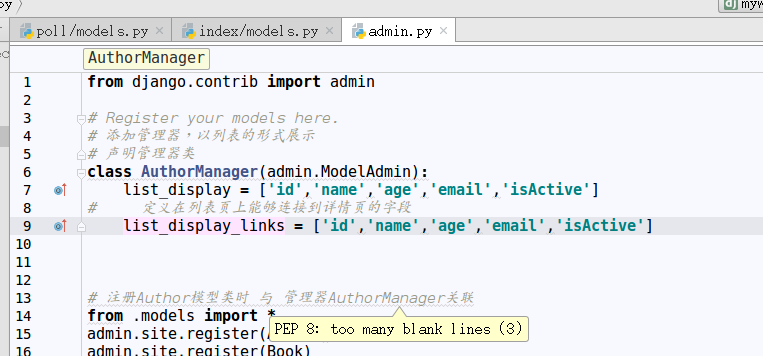 py
myw
poll/models.py
index/models.py
admin.py
AuthorManager
1 from django.contrib import admin
2
3 # Register your models here.
4 # 添加管理器，以列表的形式展示
5 # 声明管理器类
6 class AuthorManager(admin.ModelAdmin):
7 list_display = ['id','name','age','email','isActive']
8 # 定义在列表页上能够连接到详情页的字段
9 list_display_links = ['id','name','age','email','isActive']
10
11
12
13 # 注册Author模型类时 与 管理器AuthorManager关联
14 from .models import *
PEP 8: too many blank lines (3)
15 admin.site.register(
16 admin.site.register(Book)